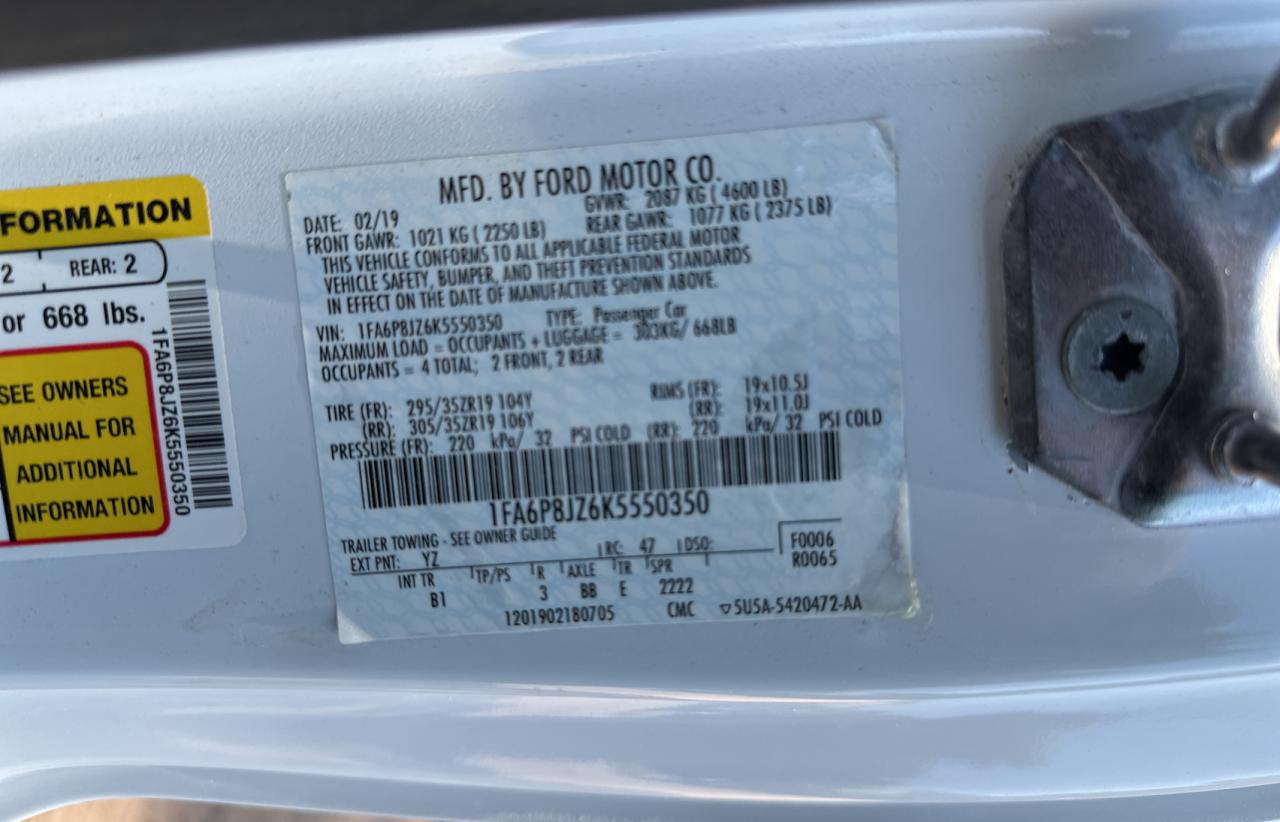 FORMATION
2 REAR: 2
or 668 lbs.
SEE OWNERS
MANUAL FOR
ADDITIONAL
INFORMATION
1FA6P8JZ6K5550350
MFD. BY FORD MOTOR CO.
DATE: 02/19 GVWR: 2087 KG ( 4600 LB)
FRONT GAWR: 1021 KG ( 2250 LB) REAR GAWR: 1077 KG ( 2375 LB)
THIS VEHICLE CONFORMS TO ALL APPLICABLE FEDERAL MOTOR
VEHICLE SAFETY, BUMPER, AND THEFT PREVENTION STANDARDS
IN EFFECT ON THE DATE OF MANUFACTURE SHOWN ABOVE.
VIN: 1FA6P8JZ6K5550350 TYPE: Passenger Car
MAXIMUM LOAD = OCCUPANTS + LUGGAGE = 303KG/ 668LB
OCCUPANTS = 4 TOTAL; 2 FRONT, 2 REAR
TIRE (FR): 295/35ZR19 104Y RIMS (FR): 19x10.5J
(RR): 305/35ZR19 106Y (RR): 19x11.0J
PRESSURE (FR): 220 kPa/ 32 PSI COLD (RR): 220 kPa/ 32 PSI COLD
1FA6P8JZ6K5550350
TRAILER TOWING - SEE OWNER GUIDE
EXT PNT: YZ RC: 47 DSO: F0006
R0065
INT TR TP/PS R AXLE TR SPR
B1 3 BB E 2222
1201902180705 CMC ▽5U5A-5420472-AA